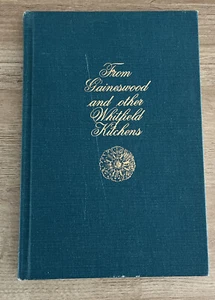 From
Gaineswood
and other
Whitfield
Kitchens